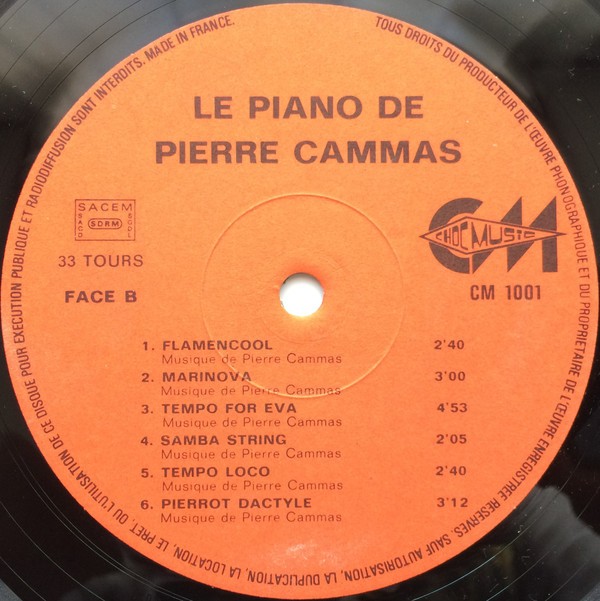 TOUS DROITS DU PRODUCTEUR DE L'ŒUVRE PHONOGRAPHIQUE ET DU PROPRIETAIRE DE L'ŒUVRE ENREGISTREE RESERVES. SAUF AUTORISATION, LA DUPLICATION, LA LOCATION, LE PRET, OU L'UTILISATION DE CE DISQUE POUR EXECUTION PUBLIQUE ET RADIODIFFUSION SONT INTERDITS. MADE IN FRANCE.
LE PIANO DE
PIERRE CAMMAS
SACEM
SACD
SDRM
SGDL
CM
CHOC MUSIC
33 TOURS
FACE B
CM 1001
1. FLAMENCOOL 2'40
Musique de Pierre Cammas
2. MARINOVA 3'00
Musique de Pierre Cammas
3. TEMPO FOR EVA 4'53
Musique de Pierre Cammas
4. SAMBA STRING 2'05
Musique de Pierre Cammas
5. TEMPO LOCO 2'40
Musique de Pierre Cammas
6. PIERROT DACTYLE 3'12
Musique de Pierre Cammas